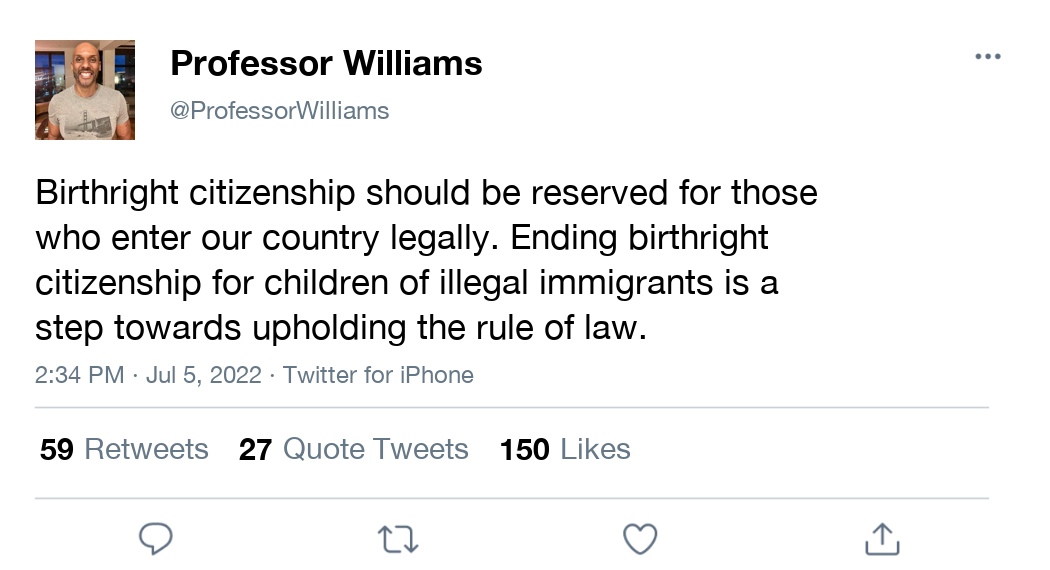 Professor Williams
@ProfessorWilliams
Birthright citizenship should be reserved for those
who enter our country legally. Ending birthright
citizenship for children of illegal immigrants is a
step towards upholding the rule of law.
2:34 PM · Jul 5, 2022 · Twitter for iPhone
59 Retweets 27 Quote Tweets 150 Likes